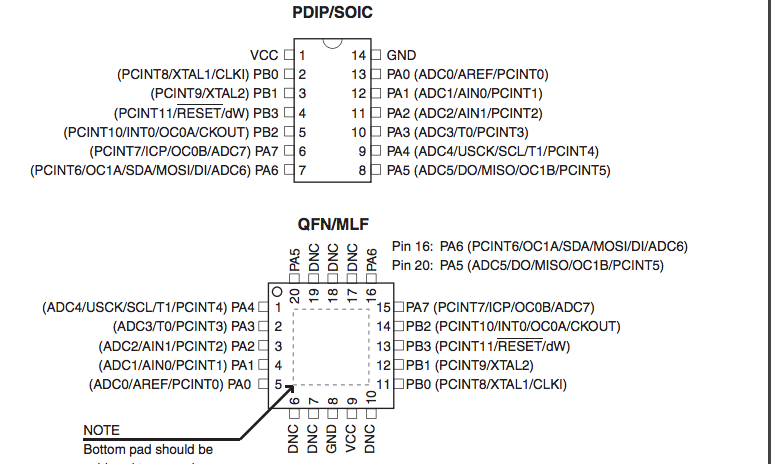 PDIP/SOIC
VCC 1 14 GND
(PCINT8/XTAL1/CLKI) PB0 2 13 PA0 (ADC0/AREF/PCINT0)
(PCINT9/XTAL2) PB1 3 12 PA1 (ADC1/AIN0/PCINT1)
(PCINT11/RESET/dW) PB3 4 11 PA2 (ADC2/AIN1/PCINT2)
(PCINT10/INT0/OC0A/CKOUT) PB2 5 10 PA3 (ADC3/T0/PCINT3)
(PCINT7/ICP/OC0B/ADC7) PA7 6 9 PA4 (ADC4/USCK/SCL/T1/PCINT4)
(PCINT6/OC1A/SDA/MOSI/DI/ADC6) PA6 7 8 PA5 (ADC5/DO/MISO/OC1B/PCINT5)
QFN/MLF
Pin 16: PA6 (PCINT6/OC1A/SDA/MOSI/DI/ADC6)
Pin 20: PA5 (ADC5/DO/MISO/OC1B/PCINT5)
PA5 DNC DNC DNC PA6
20 19 18 17 16
(ADC4/USCK/SCL/T1/PCINT4) PA4 1 15 PA7 (PCINT7/ICP/OC0B/ADC7)
(ADC3/T0/PCINT3) PA3 2 14 PB2 (PCINT10/INT0/OC0A/CKOUT)
(ADC2/AIN1/PCINT2) PA2 3 13 PB3 (PCINT11/RESET/dW)
(ADC1/AIN0/PCINT1) PA1 4 12 PB1 (PCINT9/XTAL2)
(ADC0/AREF/PCINT0) PA0 5 11 PB0 (PCINT8/XTAL1/CLKI)
6 7 8 9 10
DNC DNC GND VCC DNC
NOTE
Bottom pad should be